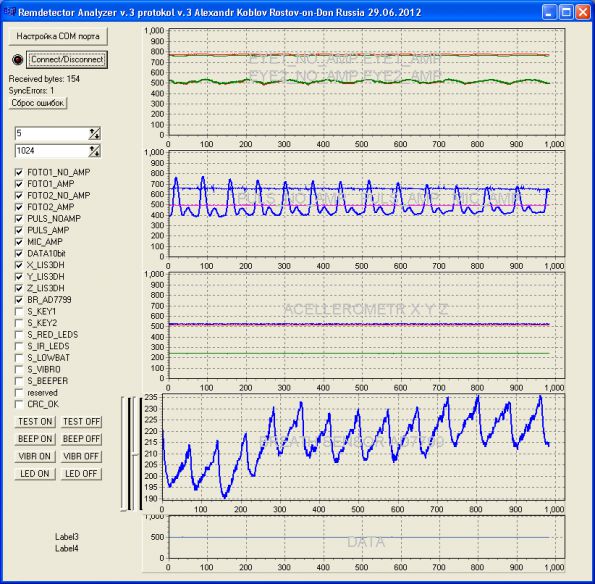 Remdetector Analyzer v.3 protokol v.3 Alexandr Koblov Rostov-on-Don Russia 29.06.2012
Настройка COM порта
Connect/Disconnect
Received bytes: 154
SyncErrors: 1
Сброс ошибок
5
1024
FOTO1_NO_AMP
FOTO1_AMP
FOTO2_NO_AMP
FOTO2_AMP
PULS_NOAMP
PULS_AMP
MIC_AMP
DATA10bit
X_LIS3DH
Y_LIS3DH
Z_LIS3DH
BR_AD7799
S_KEY1
S_KEY2
S_RED_LEDS
S_IR_LEDS
S_LOWBAT
S_VIBRO
S_BEEPER
reserved
CRC_OK
TEST ON TEST OFF
BEEP ON BEEP OFF
VIBR ON VIBR OFF
LED ON LED OFF
Label3
Label4
1,000
900
800
700
600
500
400
300
200
100
0
EYE1_NO_AMP EYE1_AMP
EYE2_NO_AMP EYE2_AMP
0 100 200 300 400 500 600 700 800 900 1,000
1,000
900
800
700
600
500
400
300
200
100
0
PULS_NO_AMP PULS_AMP MIC_AMP
0 100 200 300 400 500 600 700 800 900 1,000
1,000
900
800
700
600
500
400
300
200
100
0
ACELLEROMETR X Y Z
0 100 200 300 400 500 600 700 800 900 1,000
235
230
225
220
215
210
205
200
195
190
AD7799
0 100 200 300 400 500 600 700 800 900 1,000
1,000
500
0
DATA
0 100 200 300 400 500 600 700 800 900 1,000